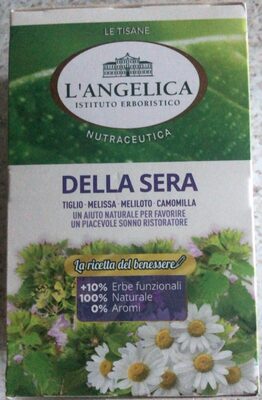 LE TISANE
L'ANGELICA
ISTITUTO ERBORISTICO
NUTRACEUTICA
DELLA SERA
TIGLIO · MELISSA · MELILOTO · CAMOMILLA
UN AIUTO NATURALE PER FAVORIRE
UN PIACEVOLE SONNO RISTORATORE
La ricetta del benessere
+10% Erbe funzionali
100% Naturale
0% Aromi